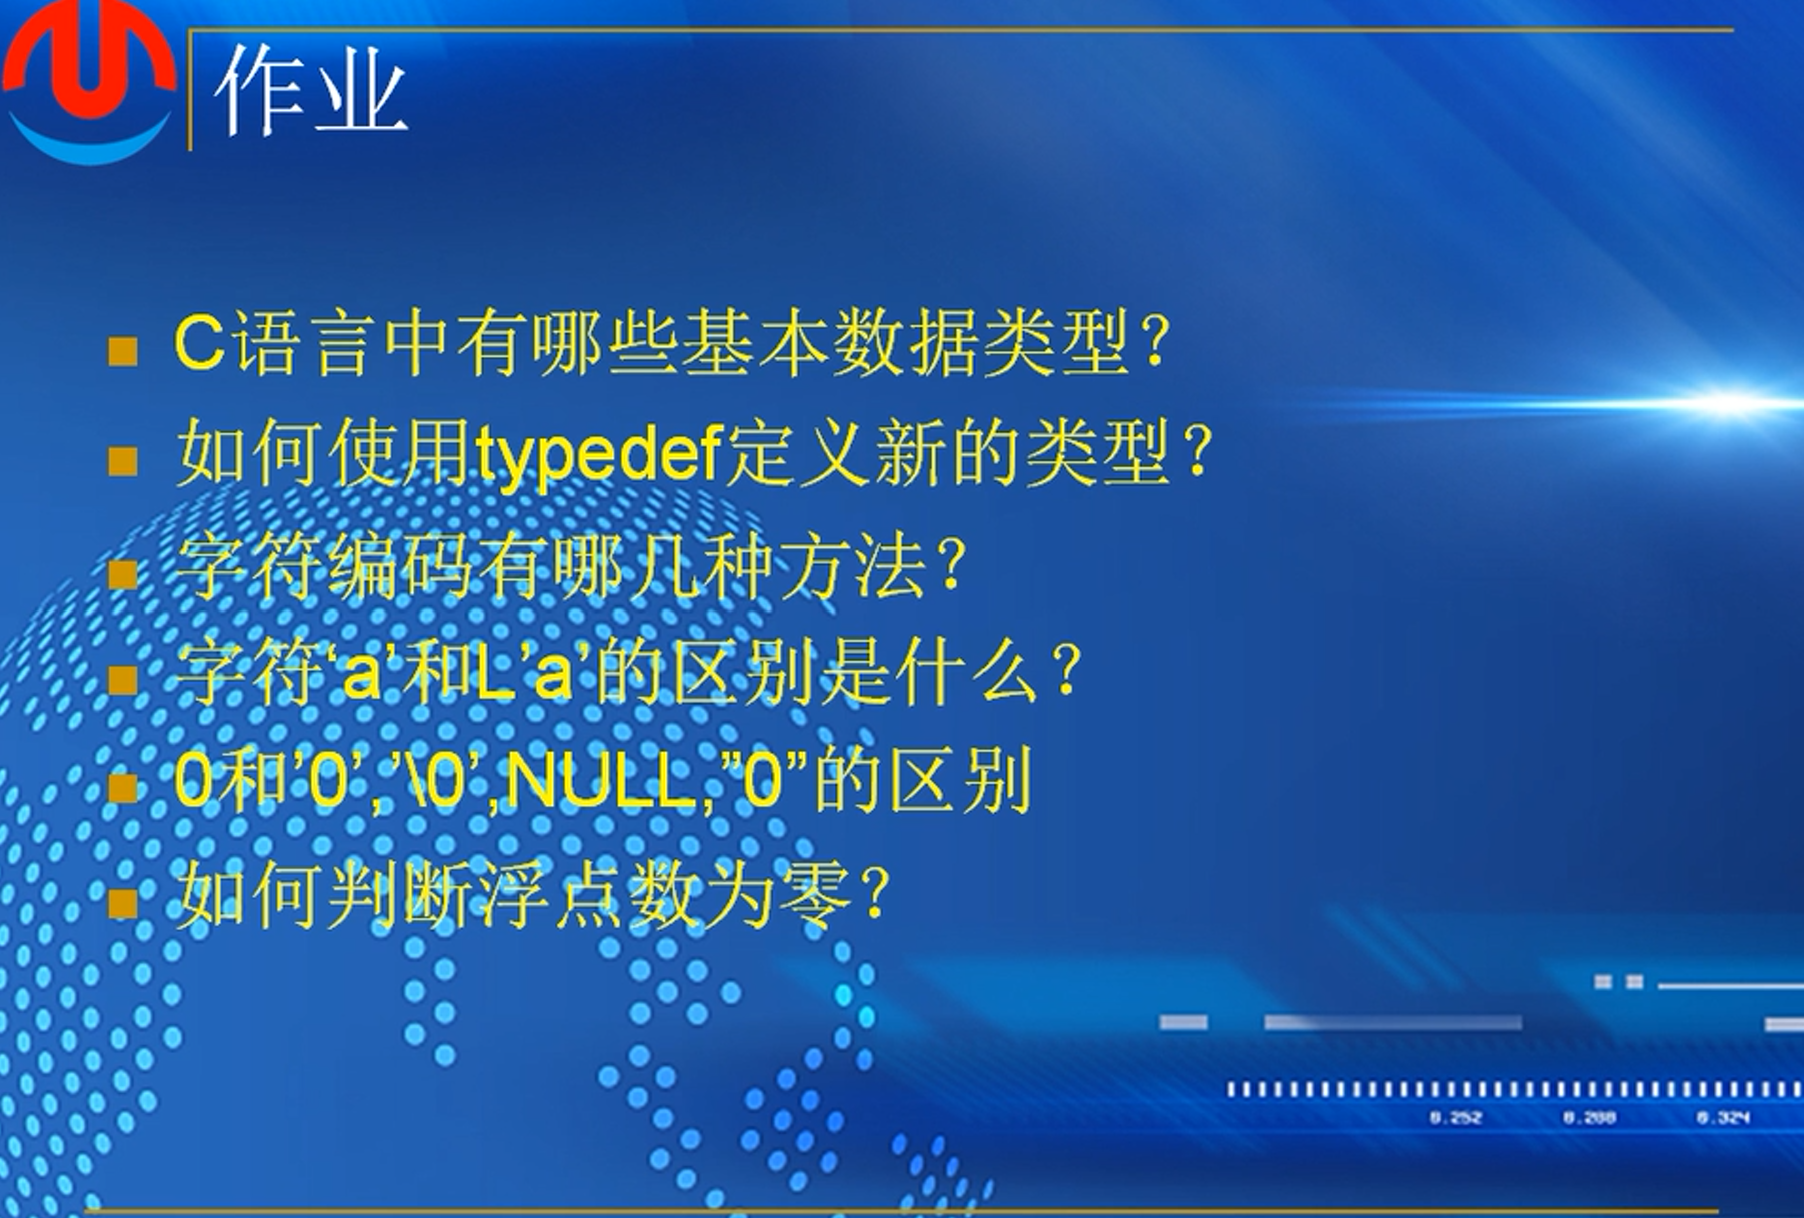 作业
C语言中有哪些基本数据类型？
如何使用typedef定义新的类型？
字符编码有哪几种方法？
字符‘a’和L’a’的区别是什么？
0和’0’,’\0’,NULL,”0”的区别
如何判断浮点数为零？
0.252 0.288 0.324